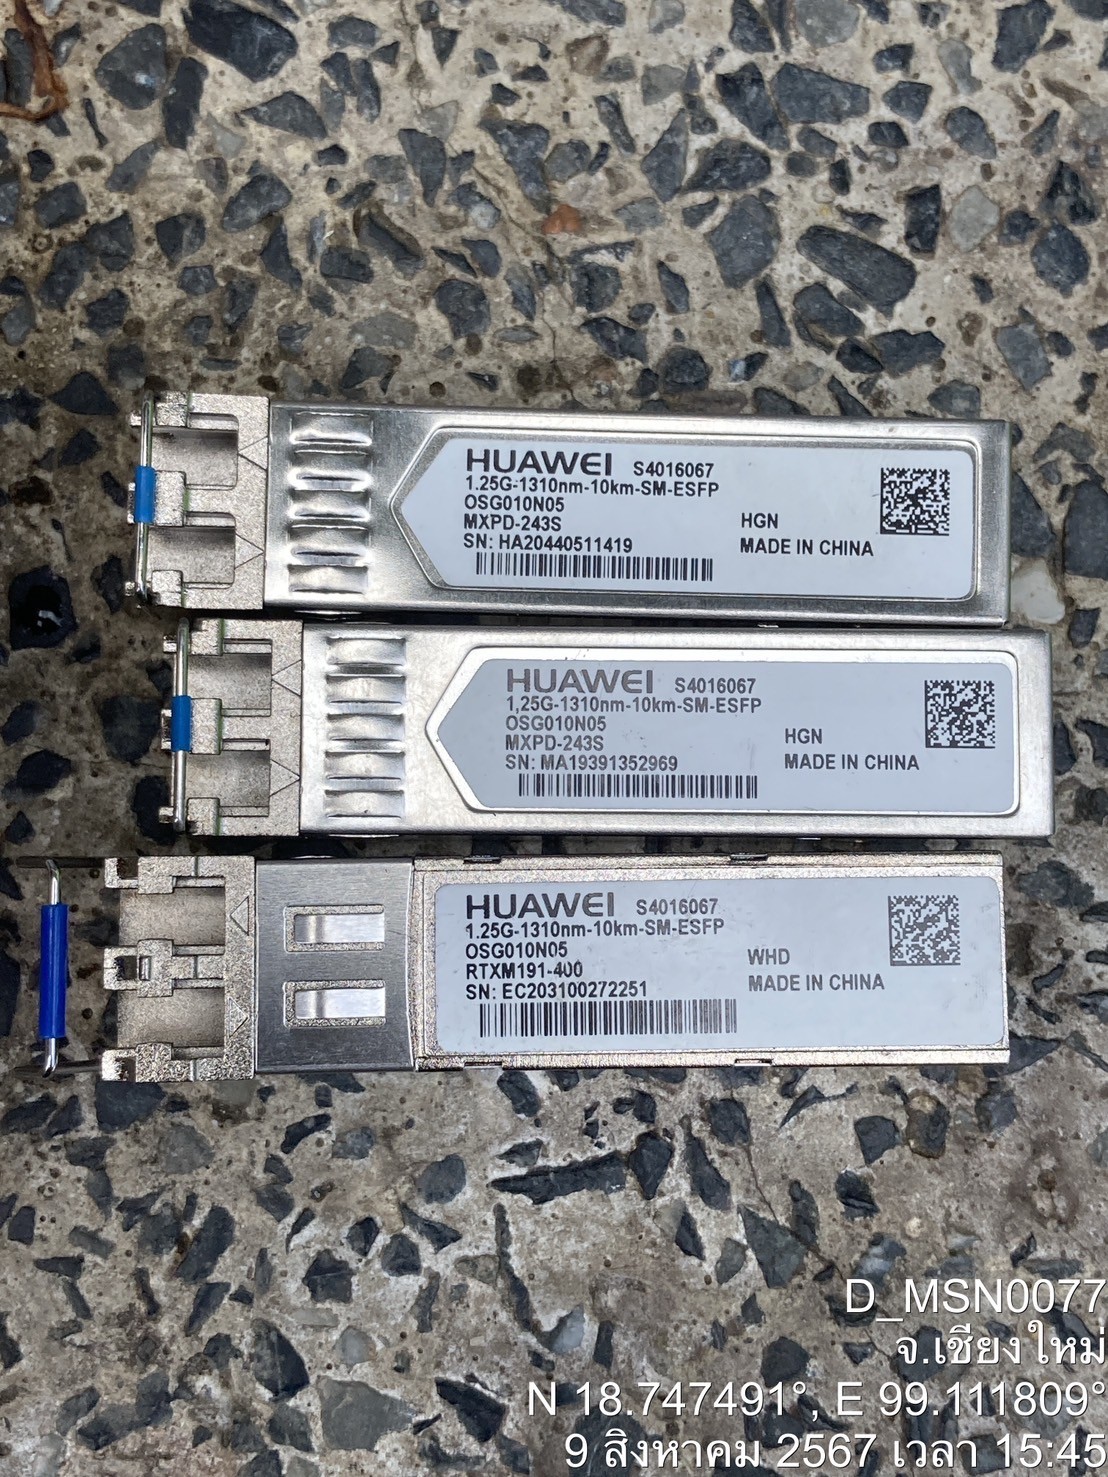 HUAWEI S4016067
1.25G-1310nm-10km-SM-ESFP
OSG010N05
MXPD-243S
SN: HA20440511419
HGN
MADE IN CHINA
HUAWEI S4016067
1,25G-1310nm-10km-SM-ESFP
OSG010N05
MXPD-243S
SN: MA19391352969
HGN
MADE IN CHINA
HUAWEI S4016067
1.25G-1310nm-10km-SM-ESFP
OSG010N05
RTXM191-400
SN: EC203100272251
WHD
MADE IN CHINA
D_MSN0077
จ.เชียงใหม่
N 18.747491°, E 99.111809°
9 สิงหาคม 2567 เวลา 15:45